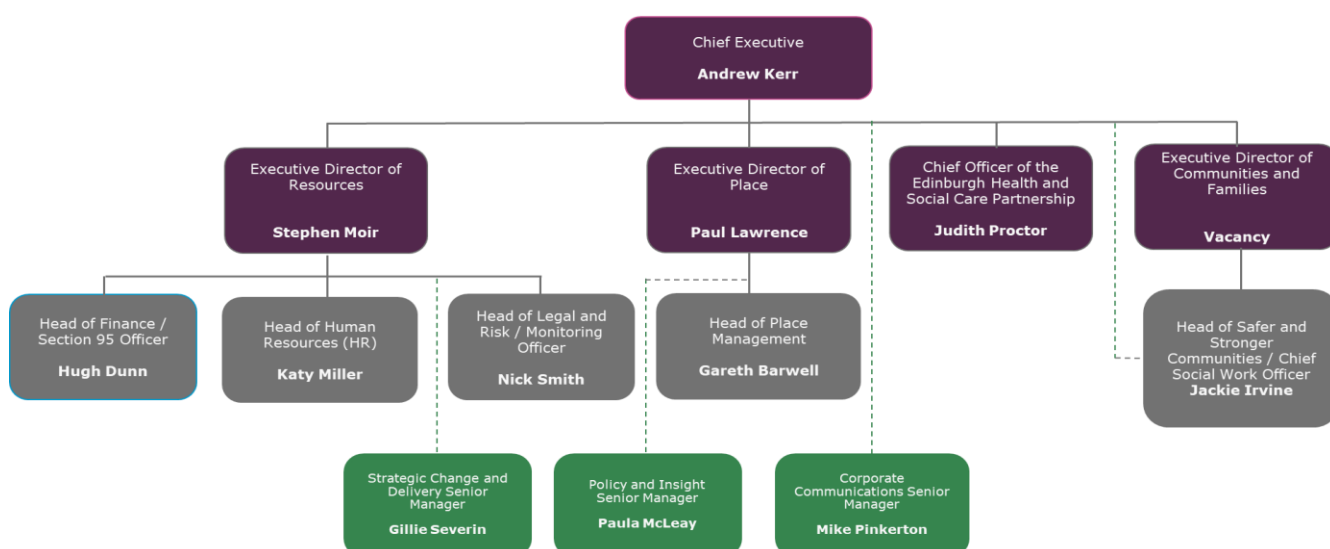 Chief Executive
Andrew Kerr
Executive Director of
Resources
Stephen Moir
Executive Director of
Place
Paul Lawrence
Chief Officer of the
Edinburgh Health and
Social Care Partnership
Judith Proctor
Executive Director of
Communities and
Families
Vacancy
Head of Finance /
Section 95 Officer
Hugh Dunn
Head of Human
Resources (HR)
Katy Miller
Head of Legal and
Risk / Monitoring
Officer
Nick Smith
Head of Place
Management
Gareth Barwell
Head of Safer and
Stronger
Communities / Chief
Social Work Officer
Jackie Irvine
Strategic Change and
Delivery Senior
Manager
Gillie Severin
Policy and Insight
Senior Manager
Paula McLeay
Corporate
Communications Senior
Manager
Mike Pinkerton